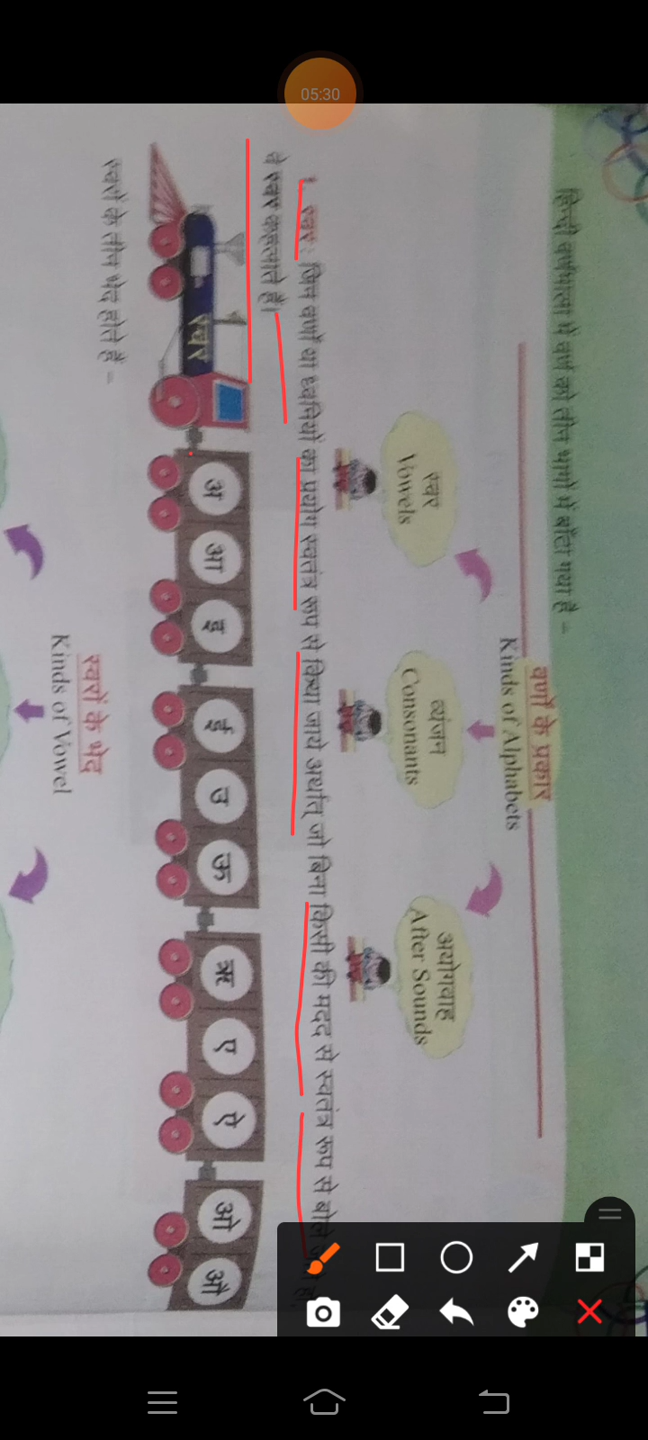 05:30
हिन्दी वर्णमाला में वर्ण को तीन भागों में बाँटा गया है –
वर्णों के प्रकार
Kinds of Alphabets
स्वर
Vowels
व्यंजन
Consonants
अयोगवाह
After Sounds
1. स्वर : जिन वर्णों या ध्वनियों का प्रयोग स्वतंत्र रूप से किया जाये अर्थात् जो बिना किसी की मदद से स्वतंत्र रूप से बोले
वे स्वर कहलाते हैं।
स्वर अ आ इ ई उ ऊ ऋ ए ऐ ओ औ
स्वरों के तीन भेद होते हैं –
स्वरों के भेद
Kinds of Vowel